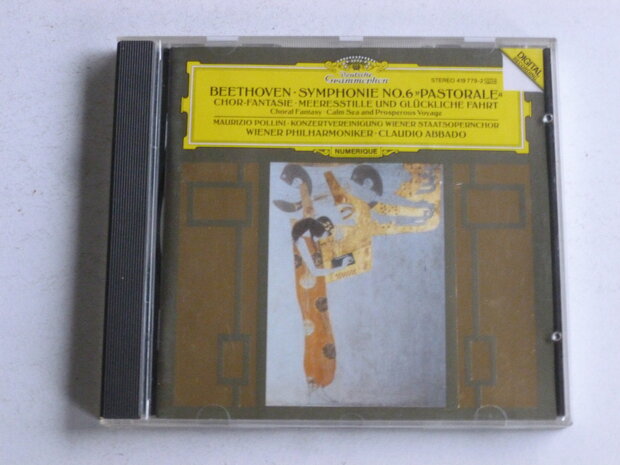 Deutsche
Grammophon
STEREO 419 779-2
DIGITAL
RECORDING
BEETHOVEN · SYMPHONIE NO. 6 »PASTORALE«
CHOR-FANTASIE · MEERESSTILLE UND GLÜCKLICHE FAHRT
Choral Fantasy · Calm Sea and Prosperous Voyage
MAURIZIO POLLINI · KONZERTVEREINIGUNG WIENER STAATSOPERNCHOR
WIENER PHILHARMONIKER · CLAUDIO ABBADO
NUMERIQUE